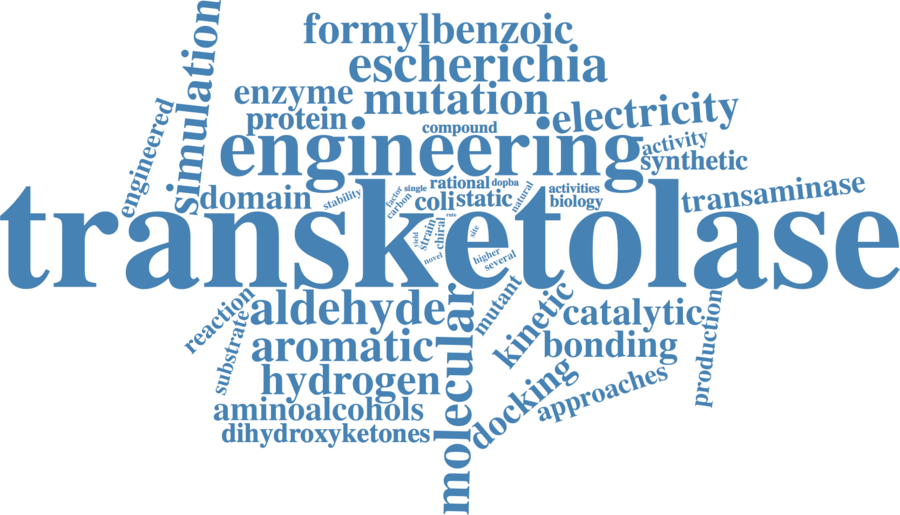 formylbenzoic
escherichia
simulation
enzyme
mutation
electricity
engineered
protein
compound
engineering
activity
synthetic
domain
stability
factor
carbon
single
rational
dopba
coli
static
natural
activities
biology
transaminase
transketolase
rate
yield
strain
chiral
site
novel
higher
several
reaction
aldehyde
molecular
mutant
kinetic
catalytic
production
substrate
aromatic
bonding
hydrogen
docking
approaches
aminoalcohols
dihydroxyketones